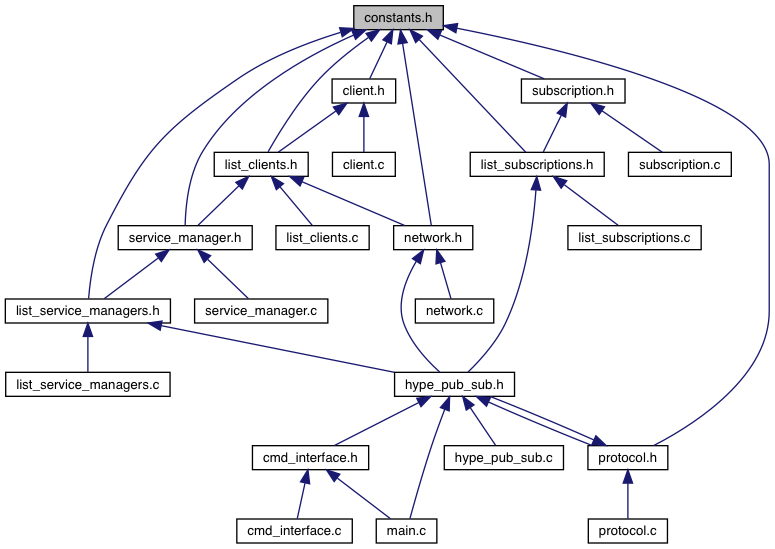 constants.h
client.h
subscription.h
list_clients.h
client.c
list_subscriptions.h
subscription.c
service_manager.h
list_clients.c
network.h
list_subscriptions.c
list_service_managers.h
service_manager.c
network.c
list_service_managers.c
hype_pub_sub.h
cmd_interface.h
hype_pub_sub.c
protocol.h
cmd_interface.c
main.c
protocol.c